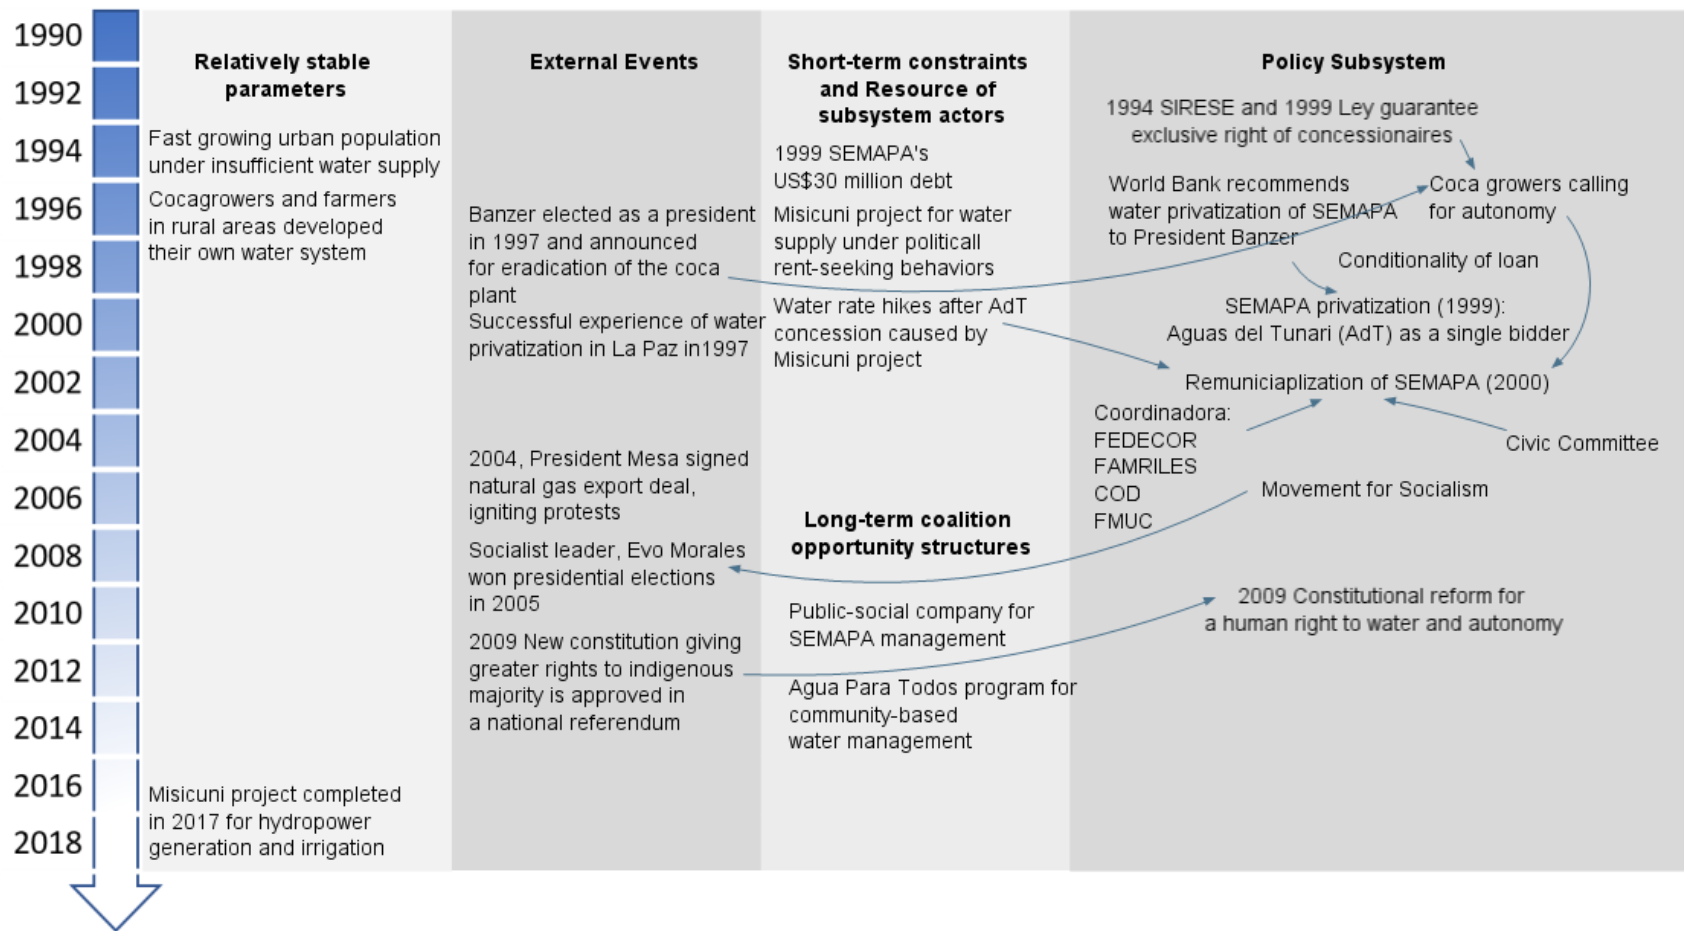 1990
1992
1994
1996
1998
2000
2002
2004
2006
2008
2010
2012
2014
2016
2018
Relatively stable
parameters
Fast growing urban population
under insufficient water supply
Cocagrowers and farmers
in rural areas developed
their own water system
Misicuni project completed
in 2017 for hydropower
generation and irrigation
External Events
Banzer elected as a president
in 1997 and announced
for eradication of the coca
plant
Successful experience of water
privatization in La Paz in1997
2004, President Mesa signed
natural gas export deal,
igniting protests
Socialist leader, Evo Morales
won presidential elections
in 2005
2009 New constitution giving
greater rights to indigenous
majority is approved in
a national referendum
Short-term constraints
and Resource of
subsystem actors
1999 SEMAPA's
US$30 million debt
Misicuni project for water
supply under politicall
rent-seeking behaviors
Water rate hikes after AdT
concession caused by
Misicuni project
Long-term coalition
opportunity structures
Public-social company for
SEMAPA management
Agua Para Todos program for
community-based
water management
Policy Subsystem
1994 SIRESE and 1999 Ley guarantee
exclusive right of concessionaires
World Bank recommends
water privatization of SEMAPA
to President Banzer
Coca growers calling
for autonomy
Conditionality of loan
SEMAPA privatization (1999):
Aguas del Tunari (AdT) as a single bidder
Remuniciaplization of SEMAPA (2000)
Coordinadora:
FEDECOR
FAMRILES
COD
FMUC
Civic Committee
Movement for Socialism
2009 Constitutional reform for
a human right to water and autonomy